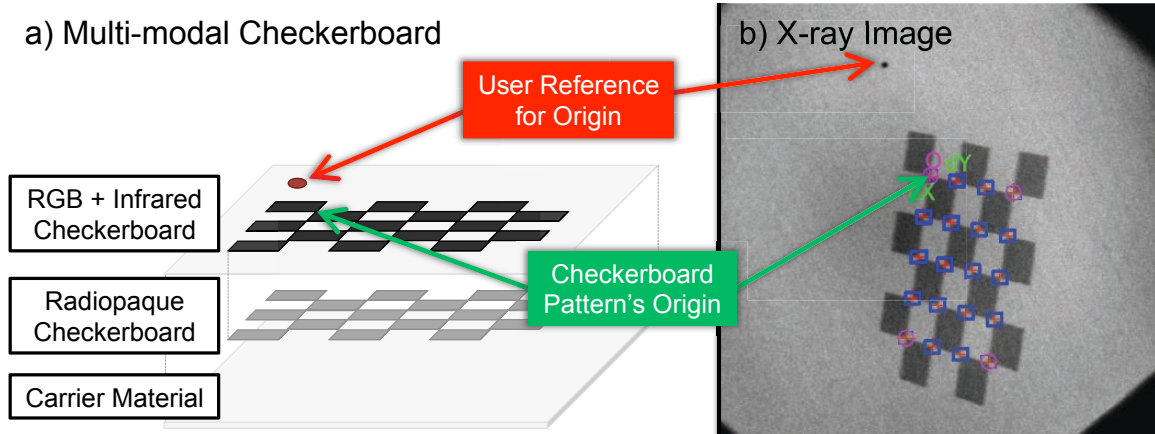 a) Multi-modal Checkerboard
b) X-ray Image
User Reference
for Origin
RGB + Infrared
Checkerboard
Radiopaque
Checkerboard
Carrier Material
Checkerboard
Pattern's Origin
O
dY
X